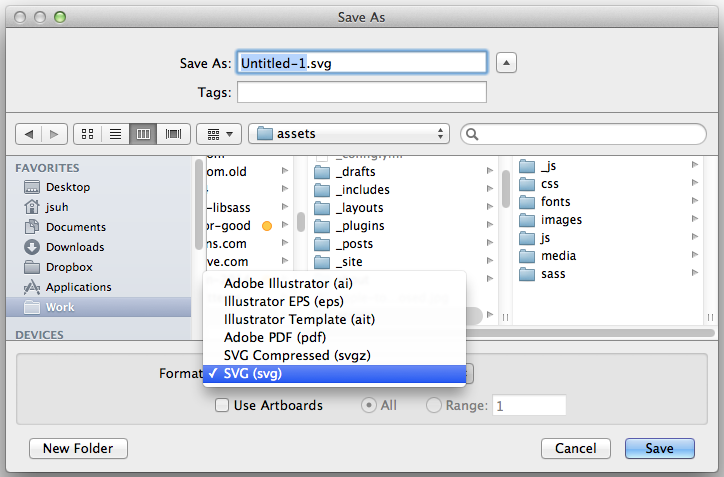 Save As
Save As: Untitled-1.svg
Tags:
assets
FAVORITES
Desktop
jsuh
Documents
Downloads
Dropbox
Applications
Work
DEVICES
om.old
-libsass
or-good
ns.com
ve.com
_config.yml
_drafts
_includes
_layouts
_plugins
_posts
_site
_js
css
fonts
images
js
media
sass
Adobe Illustrator (ai)
Illustrator EPS (eps)
Illustrator Template (ait)
Adobe PDF (pdf)
SVG Compressed (svgz)
Format ✓ SVG (svg)
Use Artboards All Range: 1
New Folder Cancel Save